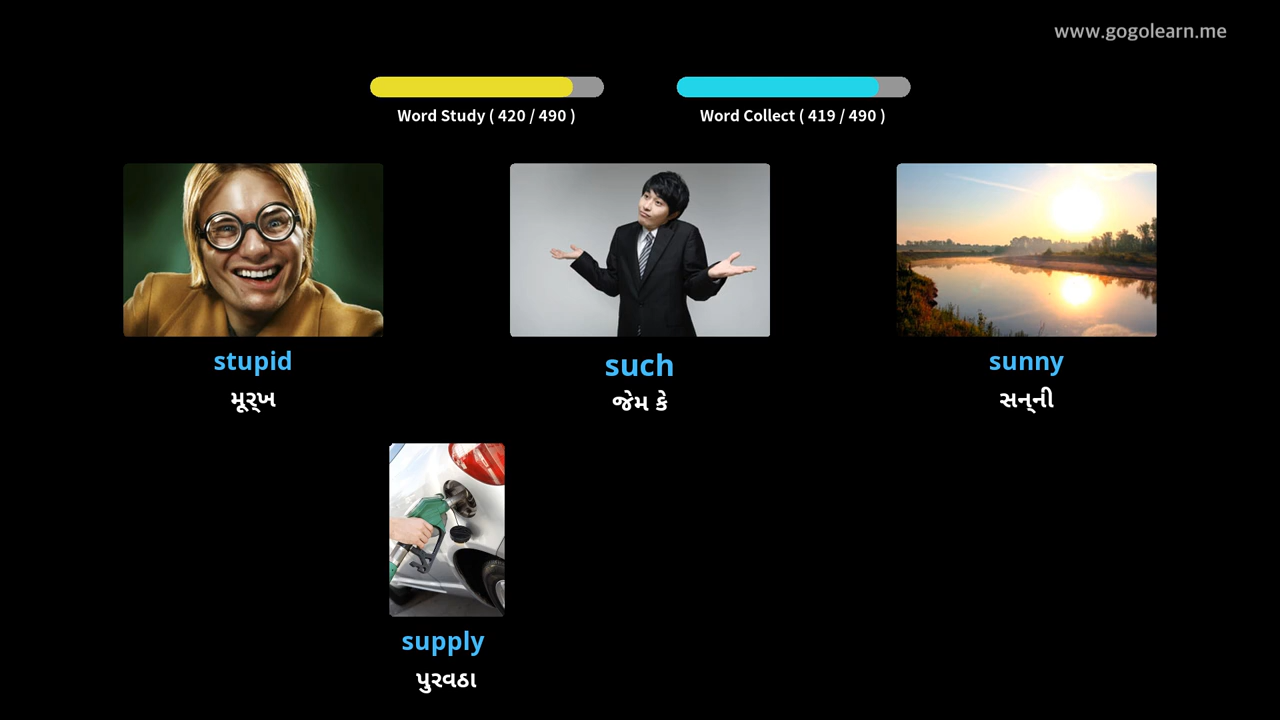 www.gogolearn.me
Word Study ( 420 / 490 )
Word Collect ( 419 / 490 )
stupid
મૂર્ખ
such
જેમ કે
sunny
સન્ની
supply
પુરવઠા